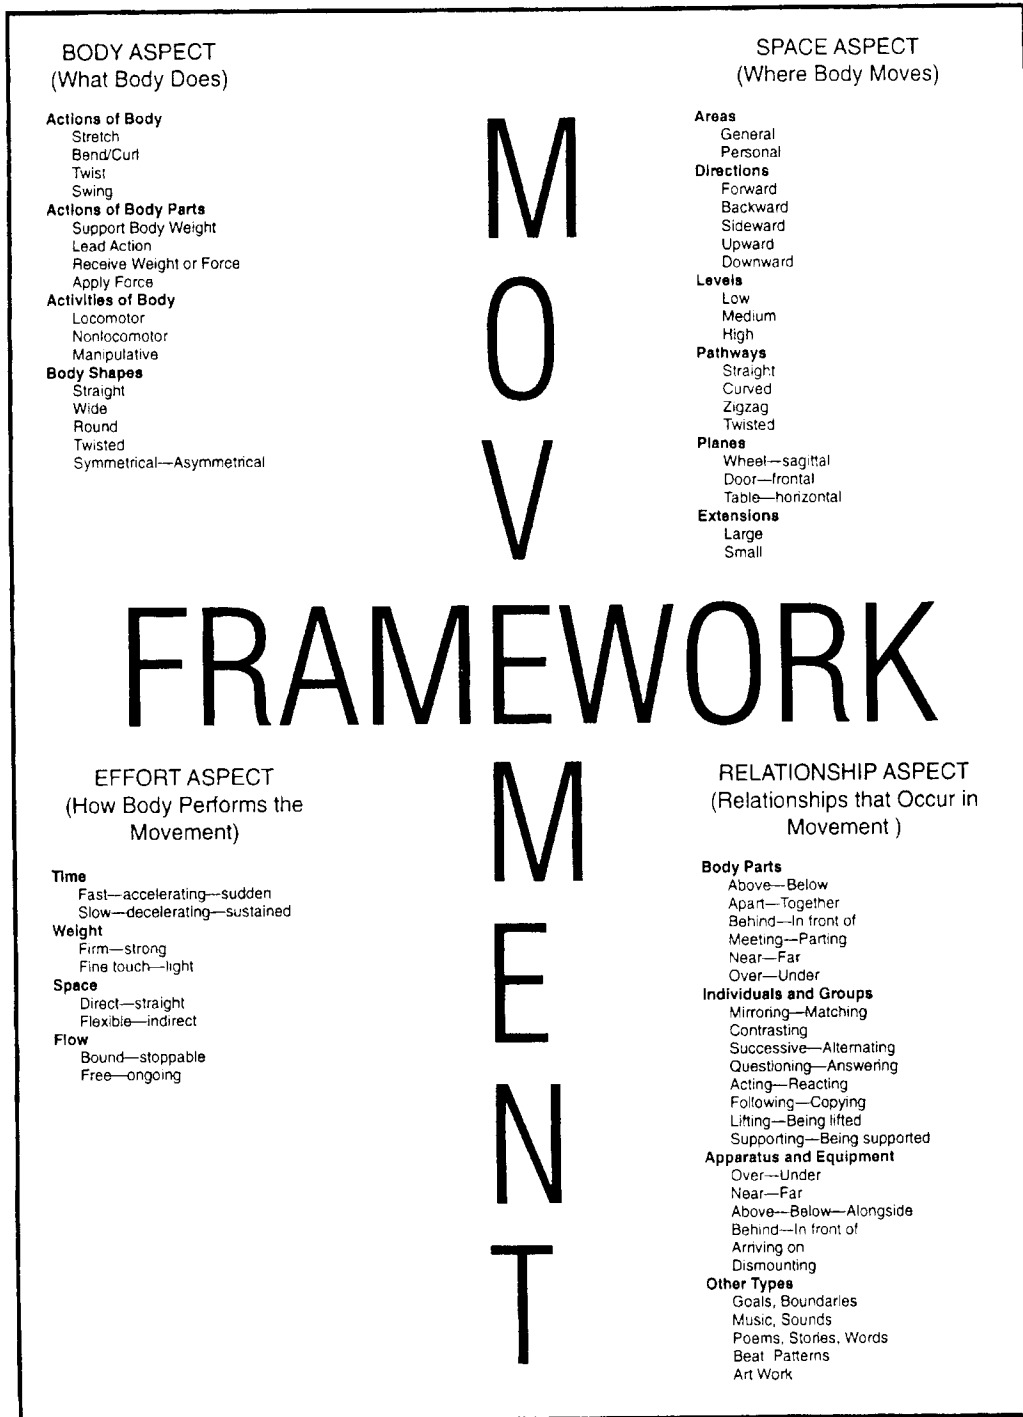 BODY ASPECT
(What Body Does)
Actions of Body
Stretch
Bend/Curl
Twist
Swing
Actions of Body Parts
Support Body Weight
Lead Action
Receive Weight or Force
Apply Force
Activities of Body
Locomotor
Nonlocomotor
Manipulative
Body Shapes
Straight
Wide
Round
Twisted
Symmetrical—Asymmetrical
SPACE ASPECT
(Where Body Moves)
Areas
General
Personal
Directions
Forward
Backward
Sideward
Upward
Downward
Levels
Low
Medium
High
Pathways
Straight
Curved
Zigzag
Twisted
Planes
Wheel—sagittal
Door—frontal
Table—horizontal
Extensions
Large
Small
MOVEMENT
FRAMEWORK
EFFORT ASPECT
(How Body Performs the
Movement)
Time
Fast—accelerating—sudden
Slow—decelerating—sustained
Weight
Firm—strong
Fine touch—light
Space
Direct—straight
Flexible—indirect
Flow
Bound—stoppable
Free—ongoing
RELATIONSHIP ASPECT
(Relationships that Occur in
Movement )
Body Parts
Above—Below
Apart—Together
Behind—In front of
Meeting—Parting
Near—Far
Over—Under
Individuals and Groups
Mirroring—Matching
Contrasting
Successive—Alternating
Questioning—Answering
Acting—Reacting
Following—Copying
Lifting—Being lifted
Supporting—Being supported
Apparatus and Equipment
Over—Under
Near—Far
Above—Below—Alongside
Behind—In front of
Arriving on
Dismounting
Other Types
Goals, Boundaries
Music, Sounds
Poems, Stories, Words
Beat Patterns
Art Work